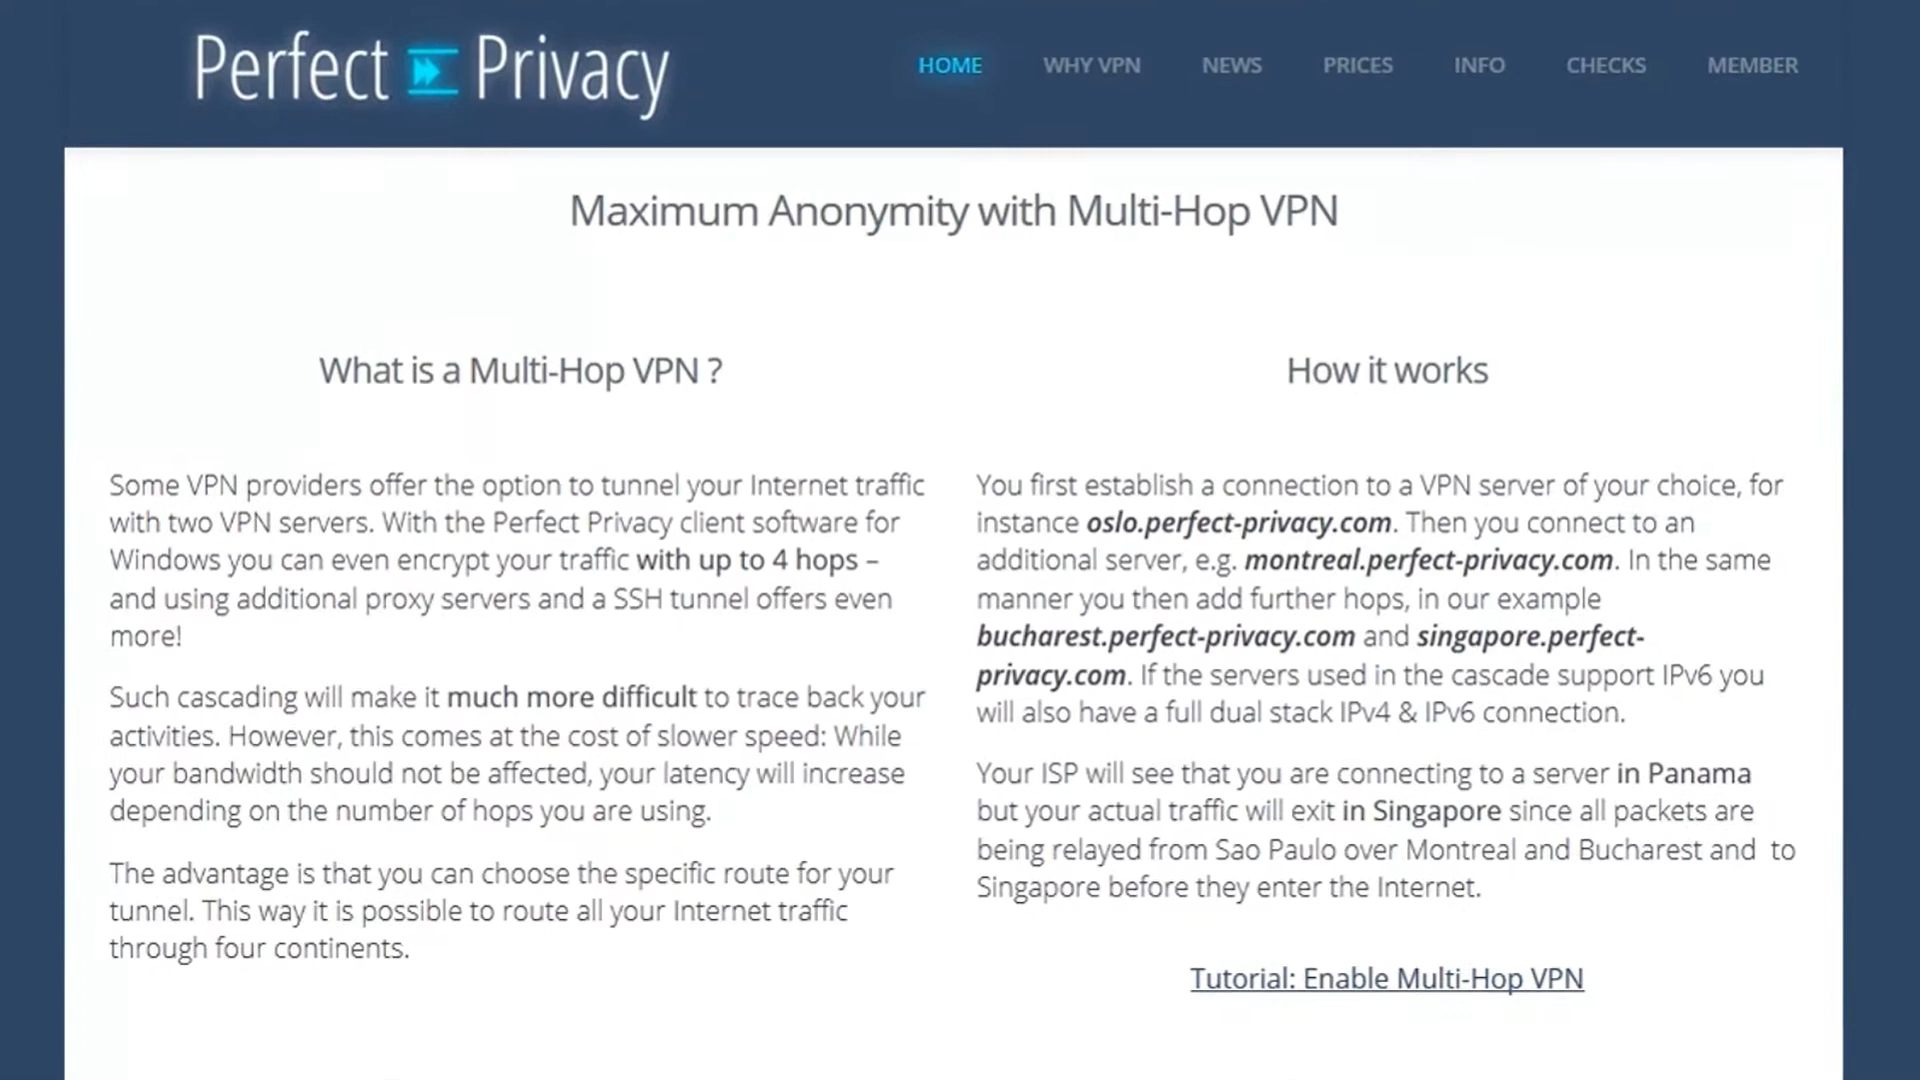 Perfect Privacy
HOME WHY VPN NEWS PRICES INFO CHECKS MEMBER
Maximum Anonymity with Multi-Hop VPN
What is a Multi-Hop VPN ?
Some VPN providers offer the option to tunnel your Internet traffic
with two VPN servers. With the Perfect Privacy client software for
Windows you can even encrypt your traffic with up to 4 hops –
and using additional proxy servers and a SSH tunnel offers even
more!
Such cascading will make it much more difficult to trace back your
activities. However, this comes at the cost of slower speed: While
your bandwidth should not be affected, your latency will increase
depending on the number of hops you are using.
The advantage is that you can choose the specific route for your
tunnel. This way it is possible to route all your Internet traffic
through four continents.
How it works
You first establish a connection to a VPN server of your choice, for
instance oslo.perfect-privacy.com. Then you connect to an
additional server, e.g. montreal.perfect-privacy.com. In the same
manner you then add further hops, in our example
bucharest.perfect-privacy.com and singapore.perfect-
privacy.com. If the servers used in the cascade support IPv6 you
will also have a full dual stack IPv4 & IPv6 connection.
Your ISP will see that you are connecting to a server in Panama
but your actual traffic will exit in Singapore since all packets are
being relayed from Sao Paulo over Montreal and Bucharest and to
Singapore before they enter the Internet.
Tutorial: Enable Multi-Hop VPN